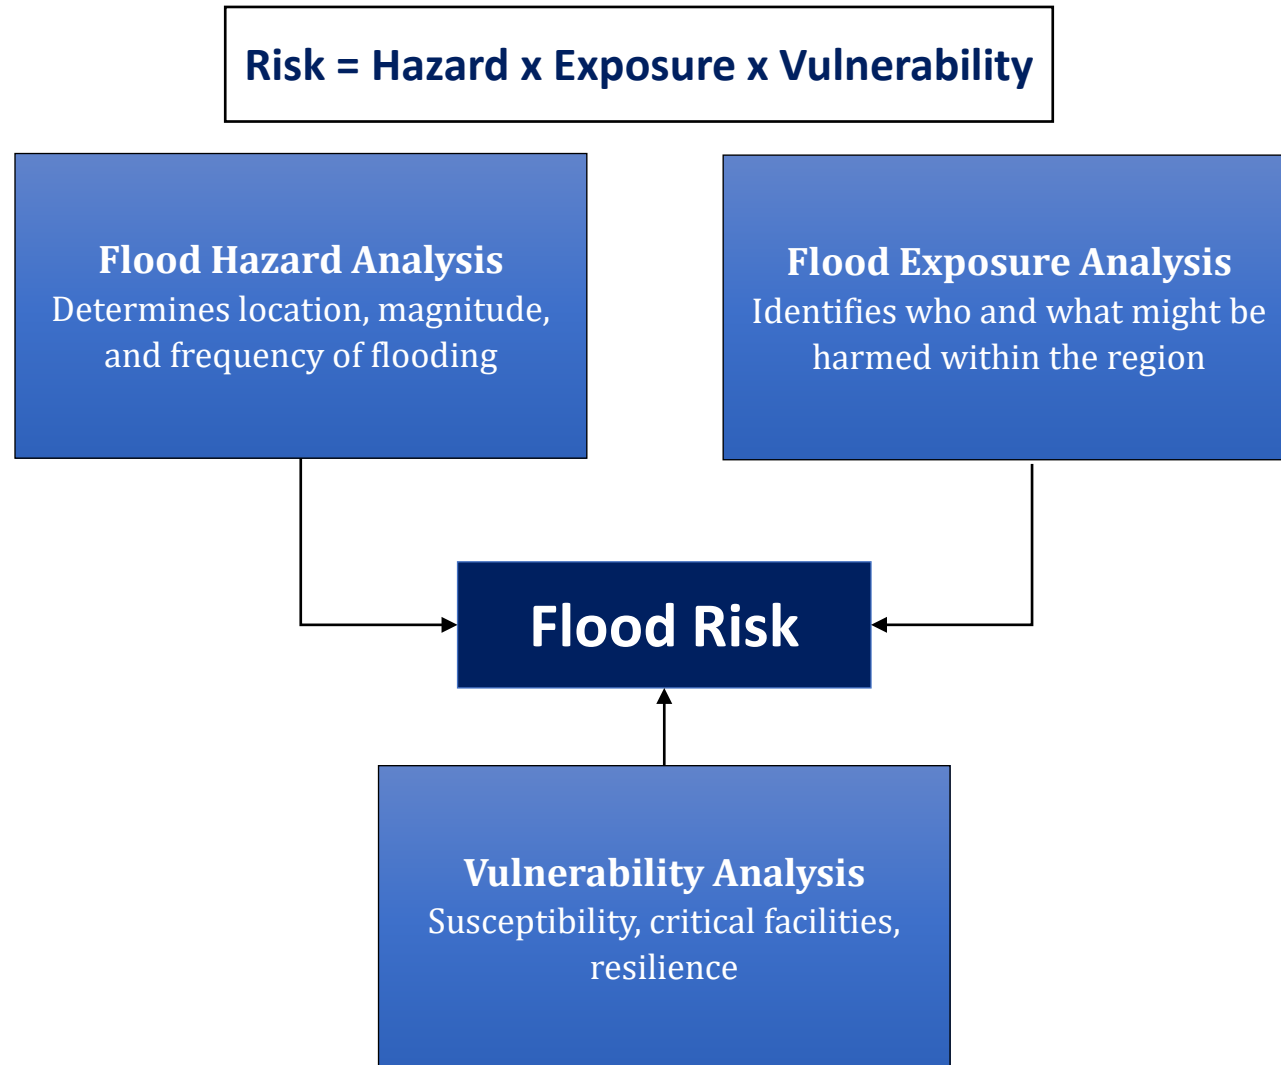 Risk = Hazard x Exposure x Vulnerability
Flood Hazard Analysis
Determines location, magnitude,
and frequency of flooding
Flood Exposure Analysis
Identifies who and what might be
harmed within the region
Flood Risk
Vulnerability Analysis
Susceptibility, critical facilities,
resilience